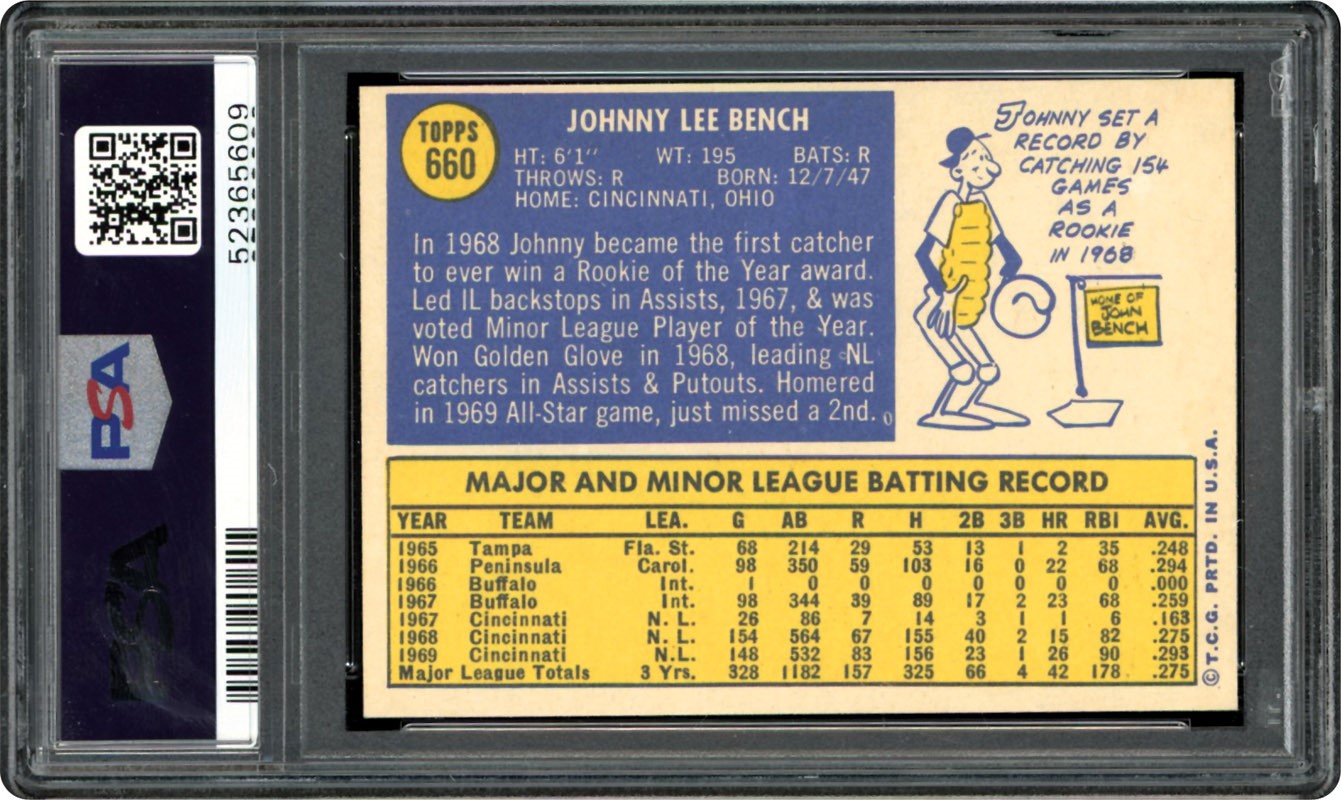 52365609
PSA
PSA
TOPPS
660
JOHNNY LEE BENCH
HT: 6'1" WT: 195 BATS: R
THROWS: R BORN: 12/7/47
HOME: CINCINNATI, OHIO
In 1968 Johnny became the first catcher
to ever win a Rookie of the Year award.
Led IL backstops in Assists, 1967, & was
voted Minor League Player of the Year.
Won Golden Glove in 1968, leading NL
catchers in Assists & Putouts. Homered
in 1969 All-Star game, just missed a 2nd.
JOHNNY SET A
RECORD BY
CATCHING 154
GAMES
AS A
ROOKIE
IN 1968
HOME OF
JOHN
BENCH
MAJOR AND MINOR LEAGUE BATTING RECORD
YEAR TEAM LEA. G AB R H 2B 3B HR RBI AVG.
1965 Tampa Fla. St. 68 214 29 53 13 1 2 35 .248
1966 Peninsula Carol. 98 350 59 103 16 0 22 68 .294
1966 Buffalo Int. 1 0 0 0 0 0 0 0 .000
1967 Buffalo Int. 98 344 39 89 17 2 23 68 .259
1967 Cincinnati N. L. 26 86 7 14 3 1 1 6 .163
1968 Cincinnati N. L. 154 564 67 155 40 2 15 82 .275
1969 Cincinnati N.L. 148 532 83 156 23 1 26 90 .293
Major League Totals 3 Yrs. 328 1182 157 325 66 4 42 178 .275
©T.C.G. PRTD. IN U.S.A.